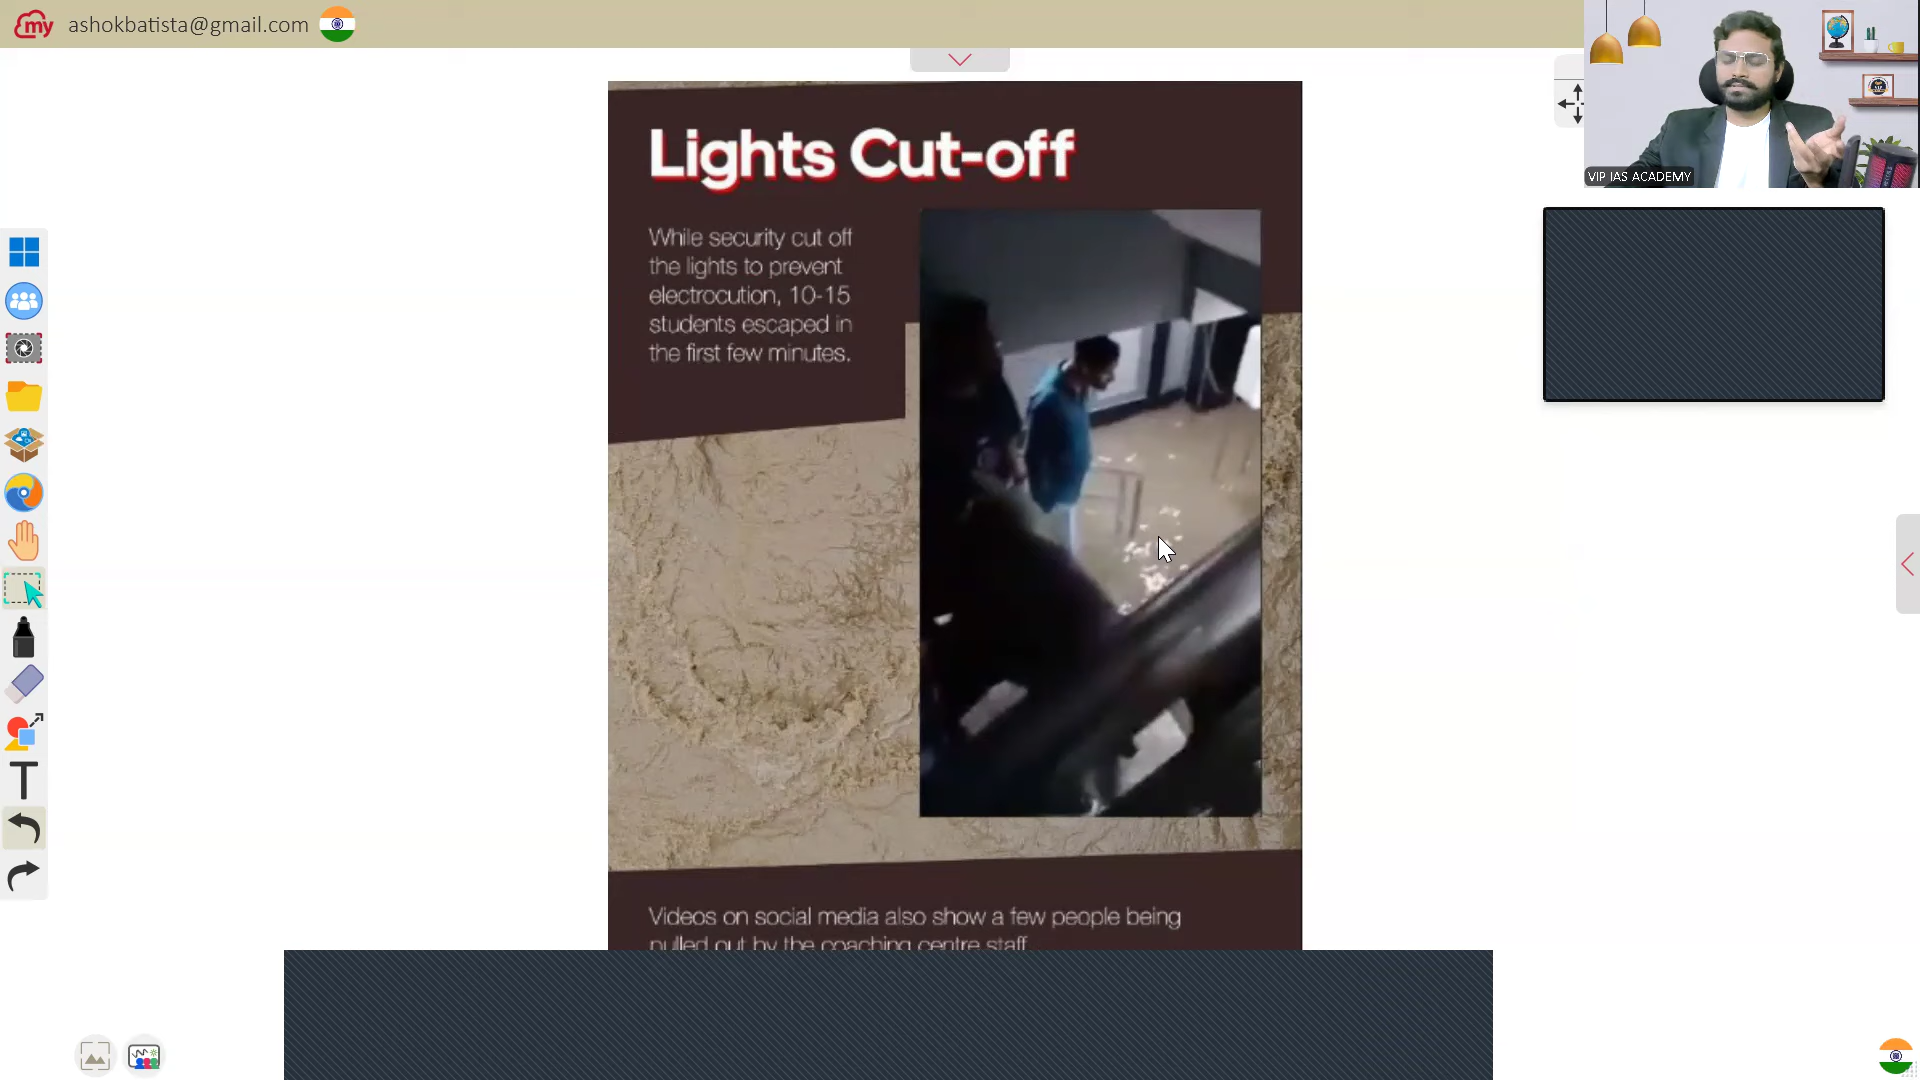 my ashokbatista@gmail.com
VIP IAS ACADEMY
Lights Cut-off
While security cut off
the lights to prevent
electrocution, 10-15
students escaped in
the first few minutes.
Videos on social media also show a few people being
pulled out by the coaching centre staff
T